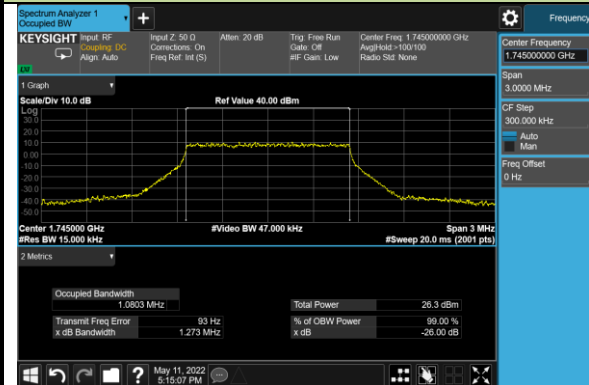 Spectrum Analyzer 1
Occupied BW
Frequency
KEYSIGHT
Input: RF
Coupling: DC
Align: Auto
Input Z: 50 Ω
Corrections: On
Freq Ref: Int (S)
Atten: 20 dB
Trig: Free Run
Gate: Off
#IF Gain: Low
Center Freq: 1.745000000 GHz
Avg|Hold:>100/100
Radio Std: None
Center Frequency
1.745000000 GHz
Span
3.0000 MHz
CF Step
300.000 kHz
Auto
Man
Freq Offset
0 Hz
1 Graph
Scale/Div 10.0 dB
Ref Value 40.00 dBm
Log
30.0
20.0
10.0
0.00
-10.0
-20.0
-30.0
-40.0
-50.0
Center 1.745000 GHz
#Video BW 47.000 kHz
Span 3 MHz
#Res BW 15.000 kHz
#Sweep 20.0 ms (2001 pts)
2 Metrics
Occupied Bandwidth
1.0803 MHz
Total Power
26.3 dBm
Transmit Freq Error
93 Hz
% of OBW Power
99.00 %
x dB Bandwidth
1.273 MHz
x dB
-26.00 dB
May 11, 2022
5:15:07 PM